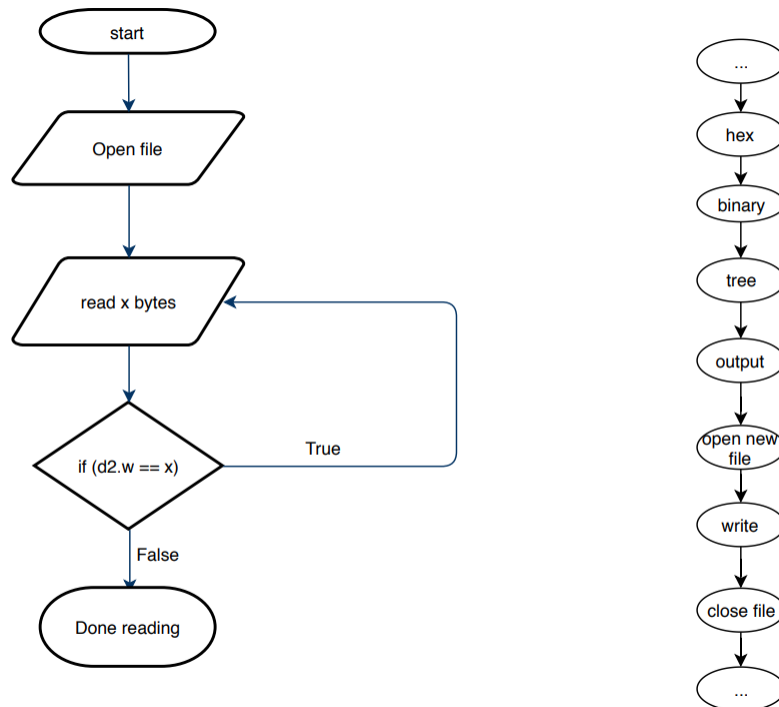 start
Open file
read x bytes
if (d2.w == x)
True
False
Done reading
...
hex
binary
tree
output
open new
file
write
close file
...